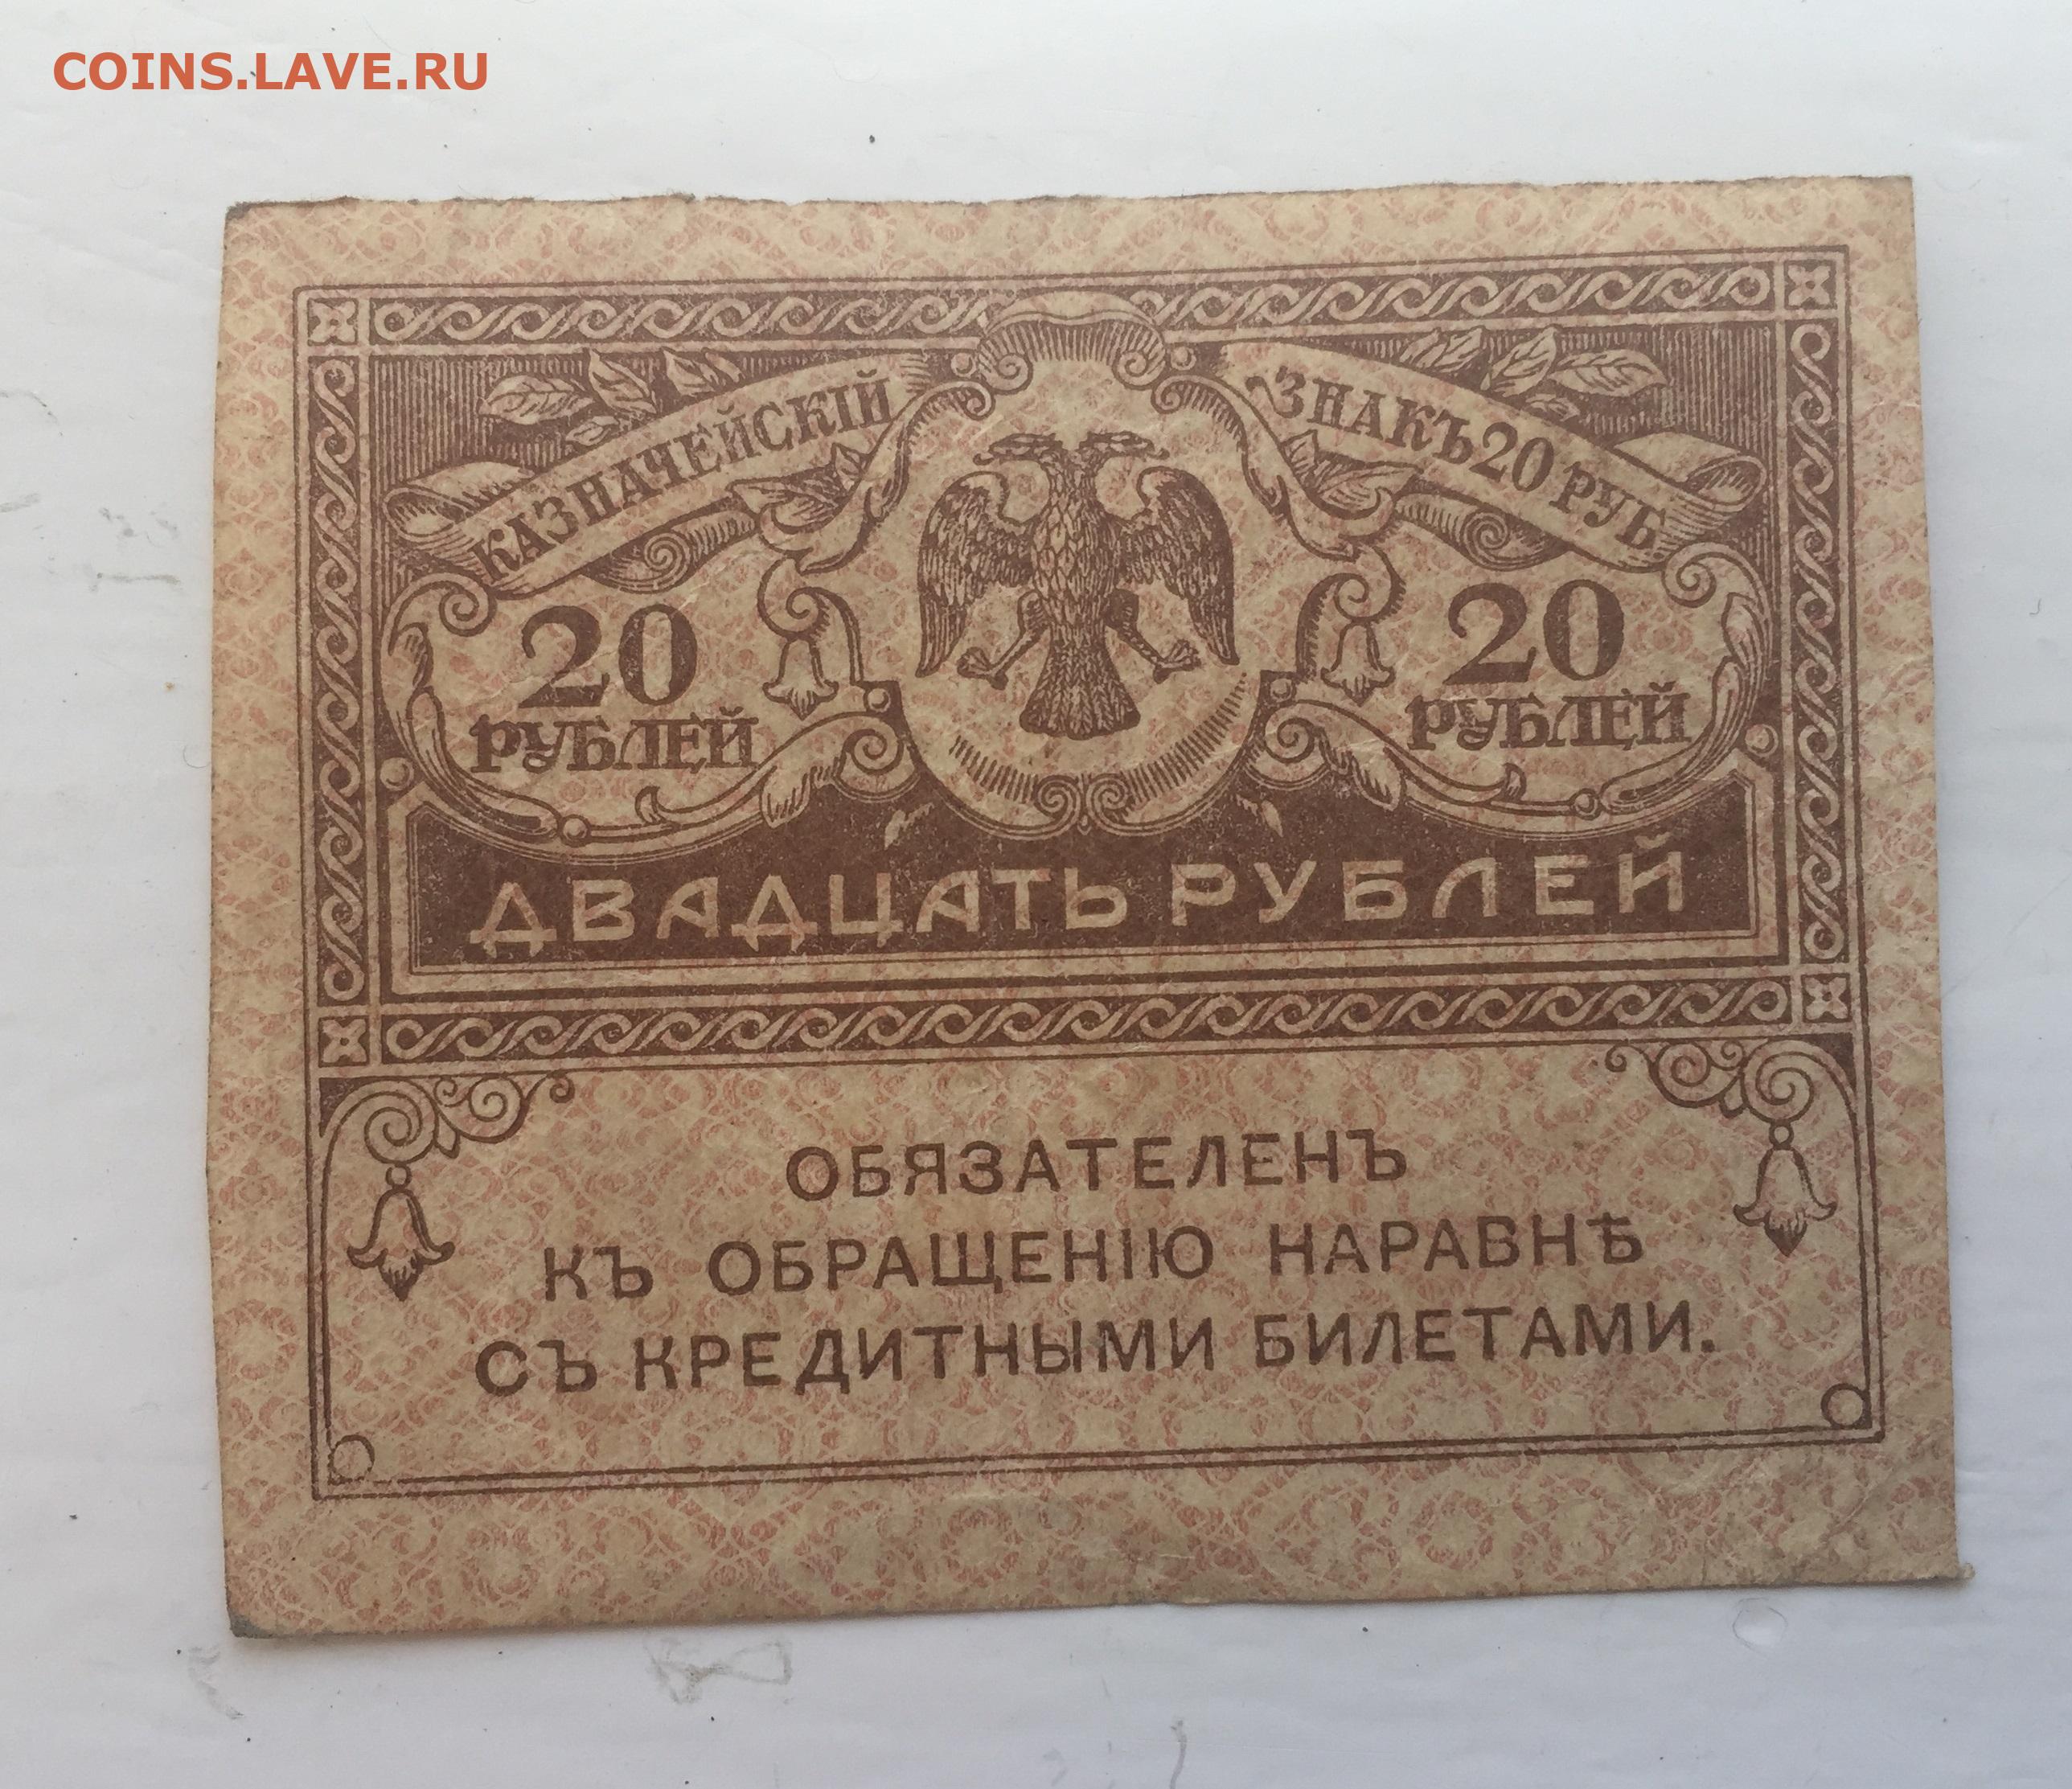 COINS.LAVE.RU
КАЗНАЧЕЙСКІЙ ЗНАКЪ 20 РУБ.
20 20
РУБЛЕЙ РУБЛЕЙ
ДВАДЦАТЬ РУБЛЕЙ
ОБЯЗАТЕЛЕНЪ
КЪ ОБРАЩЕНІЮ НАРАВНѢ
СЪ КРЕДИТНЫМИ БИЛЕТАМИ.